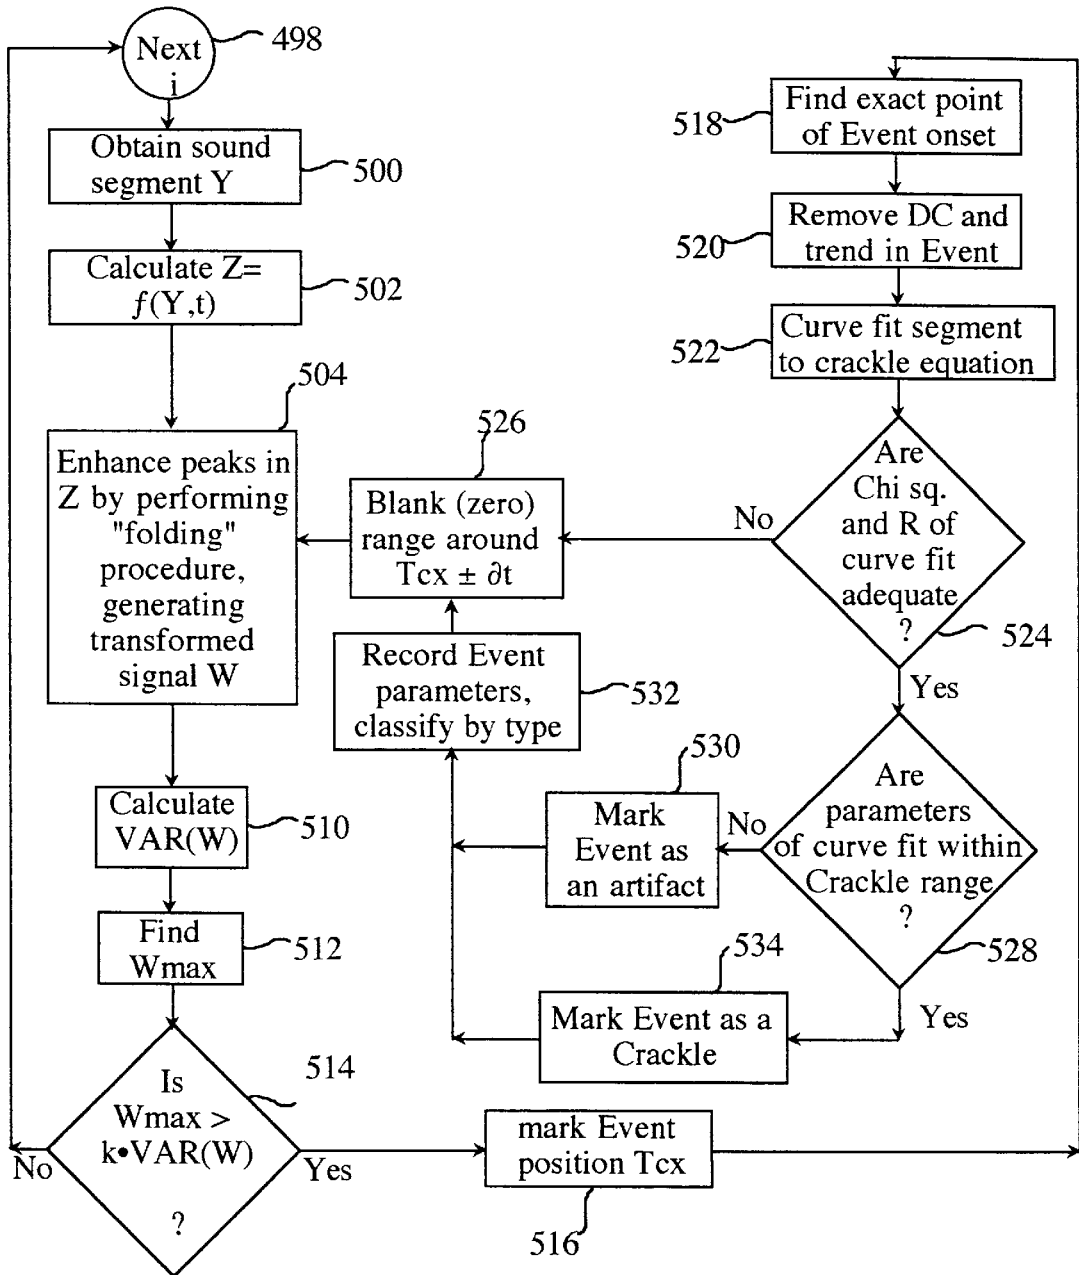 Next
i
498
Obtain sound
segment Y
500
Calculate Z=
f(Y,t)
502
504
Enhance peaks in
Z by performing
"folding"
procedure,
generating
transformed
signal W
Calculate
VAR(W)
510
Find
Wmax
512
Is
Wmax >
k•VAR(W)
?
514
No
Yes
mark Event
position Tcx
516
Find exact point
of Event onset
518
Remove DC and
trend in Event
520
Curve fit segment
to crackle equation
522
Are
Chi sq.
and R of
curve fit
adequate
?
524
No
Yes
526
Blank (zero)
range around
Tcx ± ∂t
Record Event
parameters,
classify by type
532
Are
parameters
of curve fit within
Crackle range
?
528
No
Yes
530
Mark
Event as
an artifact
534
Mark Event as a
Crackle